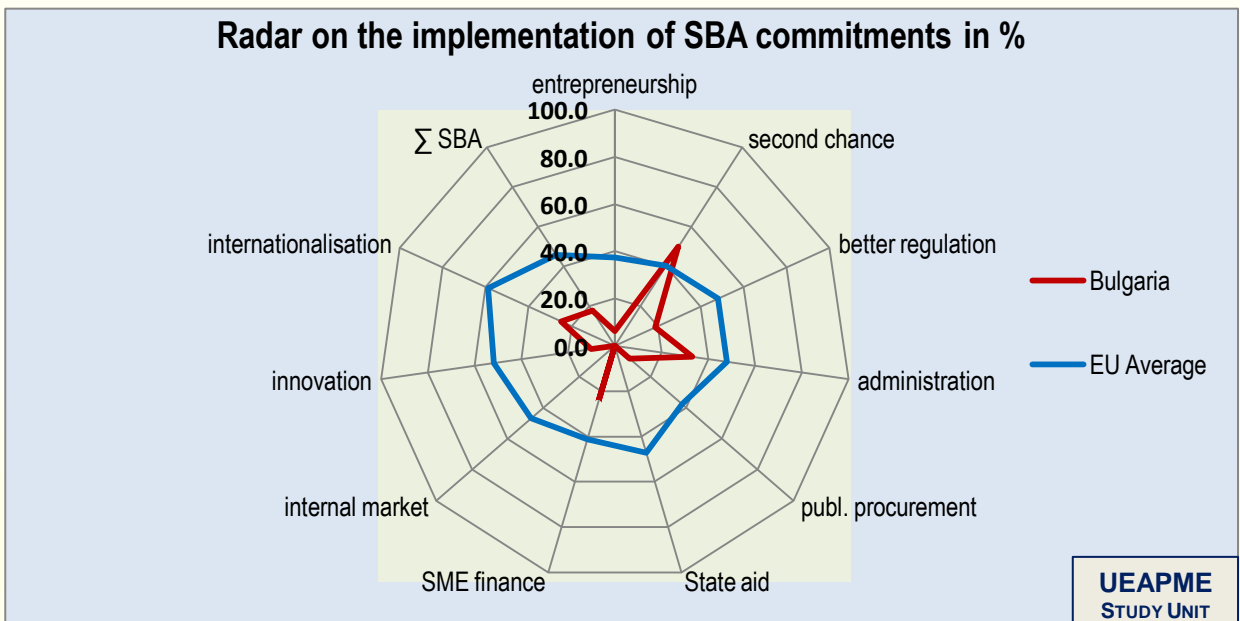 Radar on the implementation of SBA commitments in %
entrepreneurship
100.0
∑ SBA
second chance
80.0
60.0
internationalisation
better regulation
40.0
Bulgaria
20.0
0.0
EU Average
innovation
administration
internal market
publ. procurement
SME finance
State aid
UEAPME
STUDY UNIT